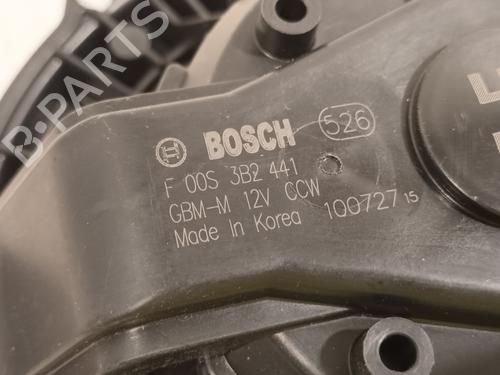 B-PARTS
BOSCH 526
F 00S 3B2 441
GBM-M 12V CCW
Made In Korea 100727 15